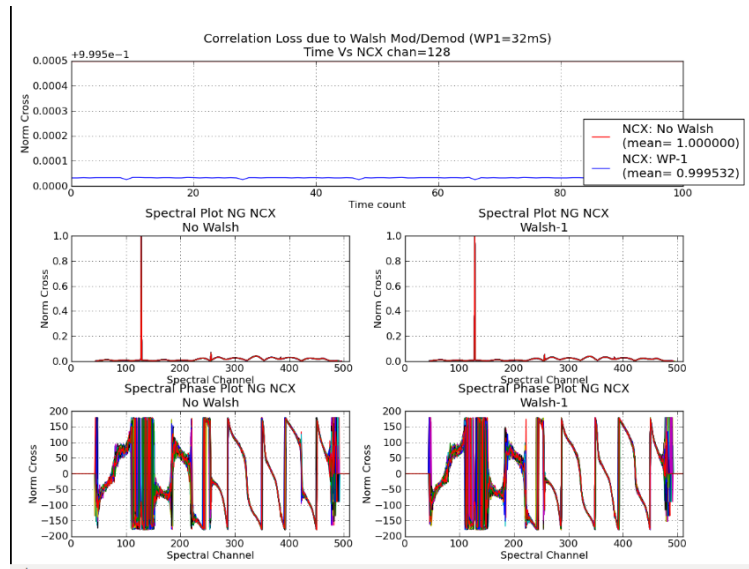 Correlation Loss due to Walsh Mod/Demod (WP1=32mS)
Time Vs NCX chan=128
+9.995e-1
0.0005
0.0004
0.0003
0.0002
0.0001
0.0000
Norm Cross
0 20 40 60 80 100
Time count
NCX: No Walsh
(mean= 1.000000)
NCX: WP-1
(mean= 0.999532)
Spectral Plot NG NCX
No Walsh
1.0
0.8
0.6
0.4
0.2
0.0
Norm Cross
0 100 200 300 400 500
Spectral Channel
Spectral Plot NG NCX
Walsh-1
1.0
0.8
0.6
0.4
0.2
0.0
Norm Cross
0 100 200 300 400 500
Spectral Channel
Spectral Phase Plot NG NCX
No Walsh
200
150
100
50
0
−50
−100
−150
−200
Norm Cross
0 100 200 300 400 500
Spectral Channel
Spectral Phase Plot NG NCX
Walsh-1
200
150
100
50
0
−50
−100
−150
−200
Norm Cross
0 100 200 300 400 500
Spectral Channel